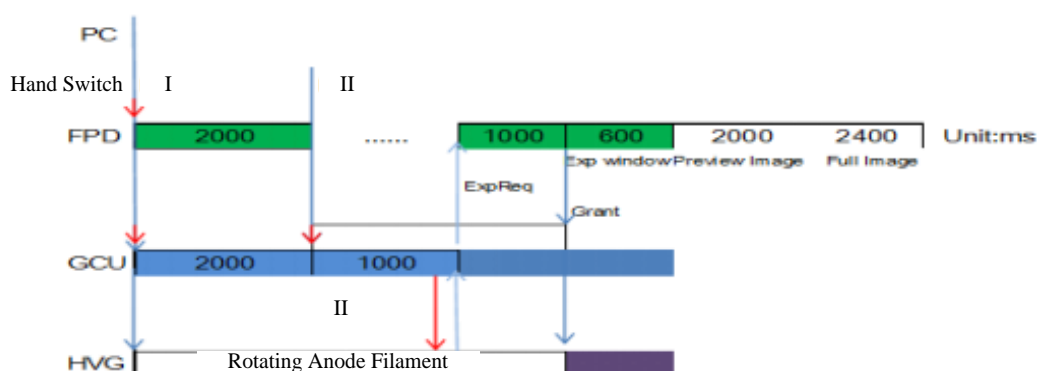 PC
Hand Switch I II
FPD 2000 ...... 1000 600 2000 2400 Unit:ms
Exp window Preview Image Full Image
ExpReq
Grant
GCU 2000 1000
II
HVG Rotating Anode Filament